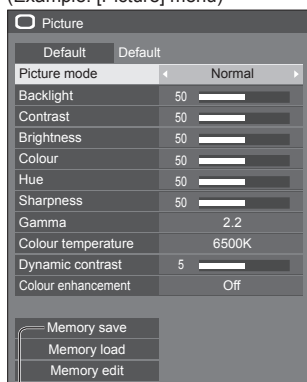 (Example: [Picture] menu)
Picture
Default Default
Picture mode Normal
Backlight 50
Contrast 50
Brightness 50
Colour 50
Hue 50
Sharpness 50
Gamma 2.2
Colour temperature 6500K
Dynamic contrast 5
Colour enhancement Off
Memory save
Memory load
Memory edit